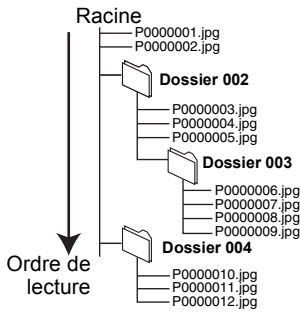 Racine
P0000001.jpg
P0000002.jpg
Dossier 002
P0000003.jpg
P0000004.jpg
P0000005.jpg
Dossier 003
P0000006.jpg
P0000007.jpg
P0000008.jpg
P0000009.jpg
Dossier 004
Ordre de
lecture
P0000010.jpg
P0000011.jpg
P0000012.jpg